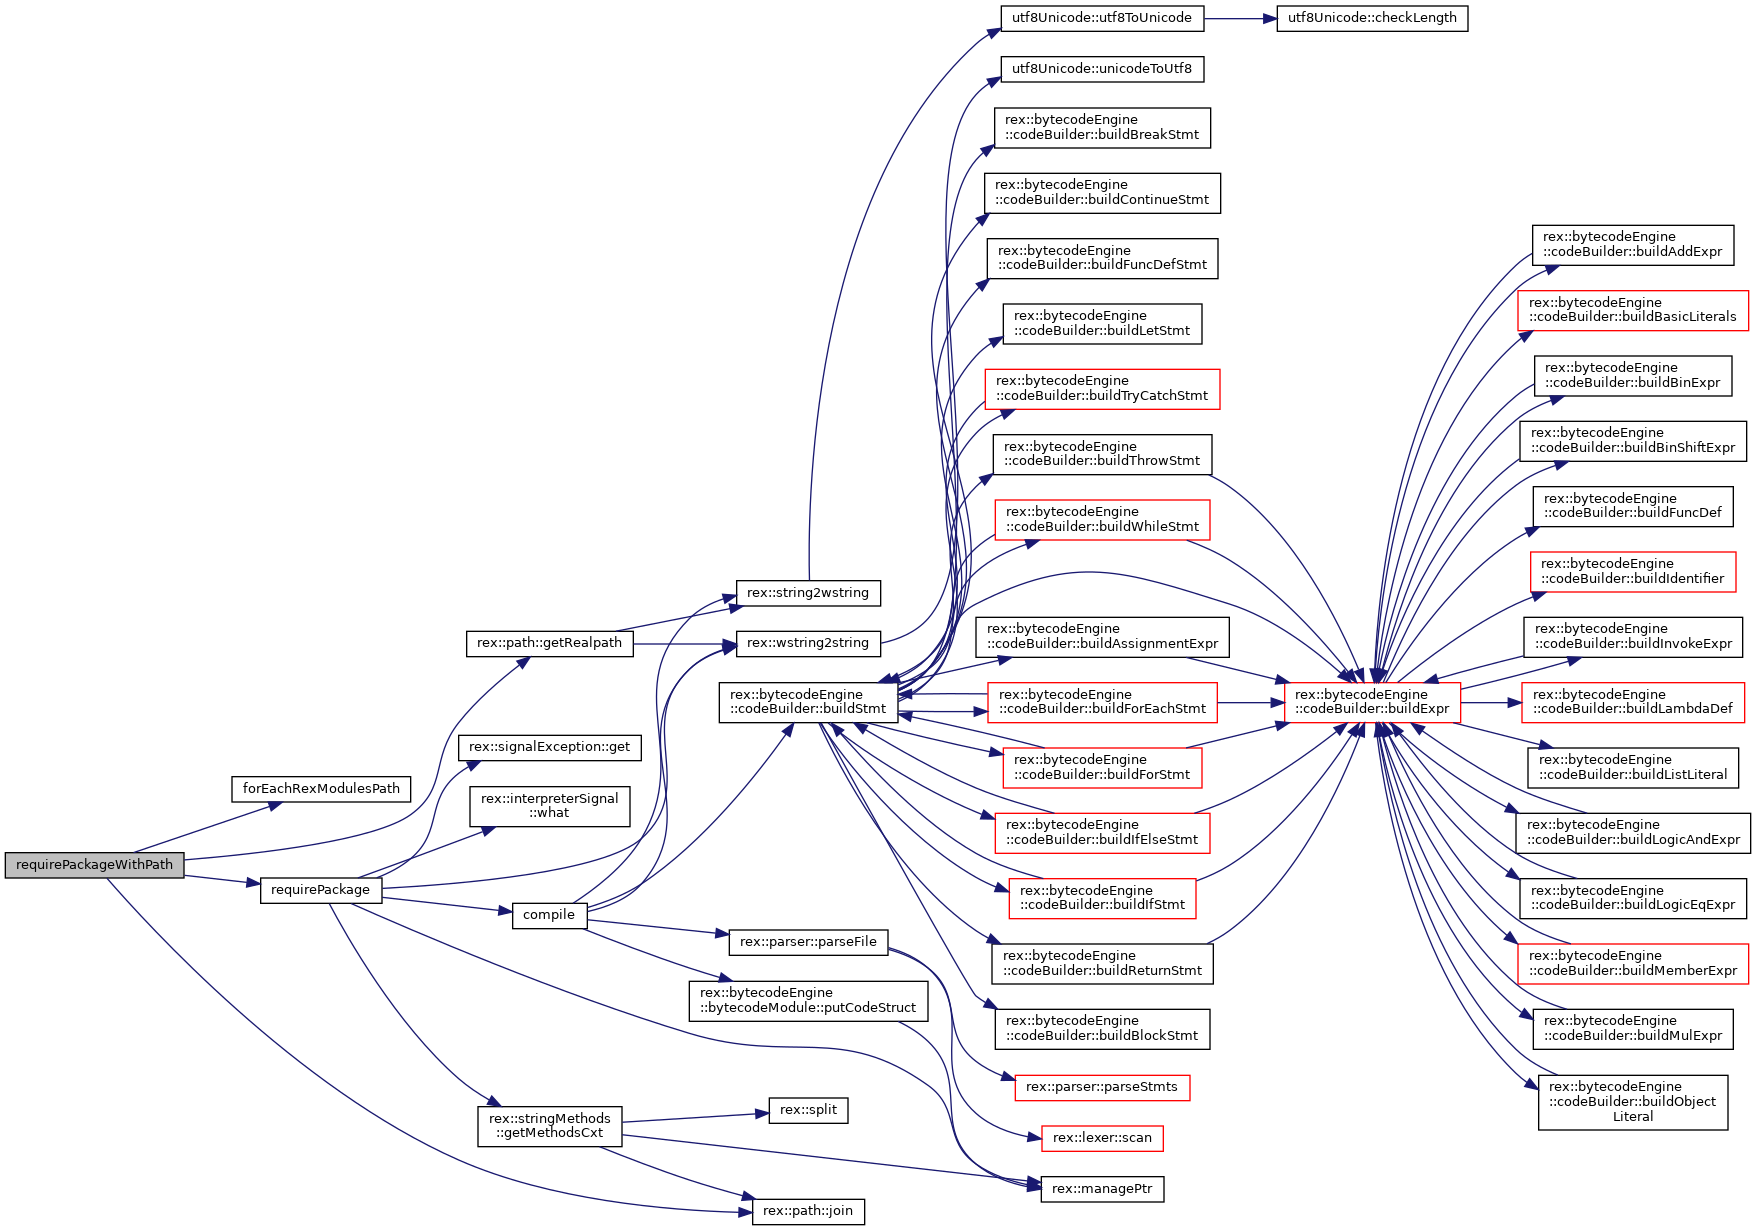 requirePackageWithPath
forEachRexModulesPath
requirePackage
rex::path::getRealpath
rex::signalException::get
rex::interpreterSignal
::what
compile
rex::stringMethods
::getMethodsCxt
rex::string2wstring
rex::wstring2string
rex::bytecodeEngine
::codeBuilder::buildStmt
rex::parser::parseFile
rex::bytecodeEngine
::bytecodeModule::putCodeStruct
rex::split
rex::path::join
utf8Unicode::utf8ToUnicode
utf8Unicode::unicodeToUtf8
rex::bytecodeEngine
::codeBuilder::buildBreakStmt
rex::bytecodeEngine
::codeBuilder::buildContinueStmt
rex::bytecodeEngine
::codeBuilder::buildFuncDefStmt
rex::bytecodeEngine
::codeBuilder::buildLetStmt
rex::bytecodeEngine
::codeBuilder::buildTryCatchStmt
rex::bytecodeEngine
::codeBuilder::buildThrowStmt
rex::bytecodeEngine
::codeBuilder::buildWhileStmt
rex::bytecodeEngine
::codeBuilder::buildAssignmentExpr
rex::bytecodeEngine
::codeBuilder::buildForEachStmt
rex::bytecodeEngine
::codeBuilder::buildForStmt
rex::bytecodeEngine
::codeBuilder::buildIfElseStmt
rex::bytecodeEngine
::codeBuilder::buildIfStmt
rex::bytecodeEngine
::codeBuilder::buildReturnStmt
rex::bytecodeEngine
::codeBuilder::buildBlockStmt
rex::parser::parseStmts
rex::lexer::scan
rex::managePtr
utf8Unicode::checkLength
rex::bytecodeEngine
::codeBuilder::buildExpr
rex::bytecodeEngine
::codeBuilder::buildAddExpr
rex::bytecodeEngine
::codeBuilder::buildBasicLiterals
rex::bytecodeEngine
::codeBuilder::buildBinExpr
rex::bytecodeEngine
::codeBuilder::buildBinShiftExpr
rex::bytecodeEngine
::codeBuilder::buildFuncDef
rex::bytecodeEngine
::codeBuilder::buildIdentifier
rex::bytecodeEngine
::codeBuilder::buildInvokeExpr
rex::bytecodeEngine
::codeBuilder::buildLambdaDef
rex::bytecodeEngine
::codeBuilder::buildListLiteral
rex::bytecodeEngine
::codeBuilder::buildLogicAndExpr
rex::bytecodeEngine
::codeBuilder::buildLogicEqExpr
rex::bytecodeEngine
::codeBuilder::buildMemberExpr
rex::bytecodeEngine
::codeBuilder::buildMulExpr
rex::bytecodeEngine
::codeBuilder::buildObject
Literal